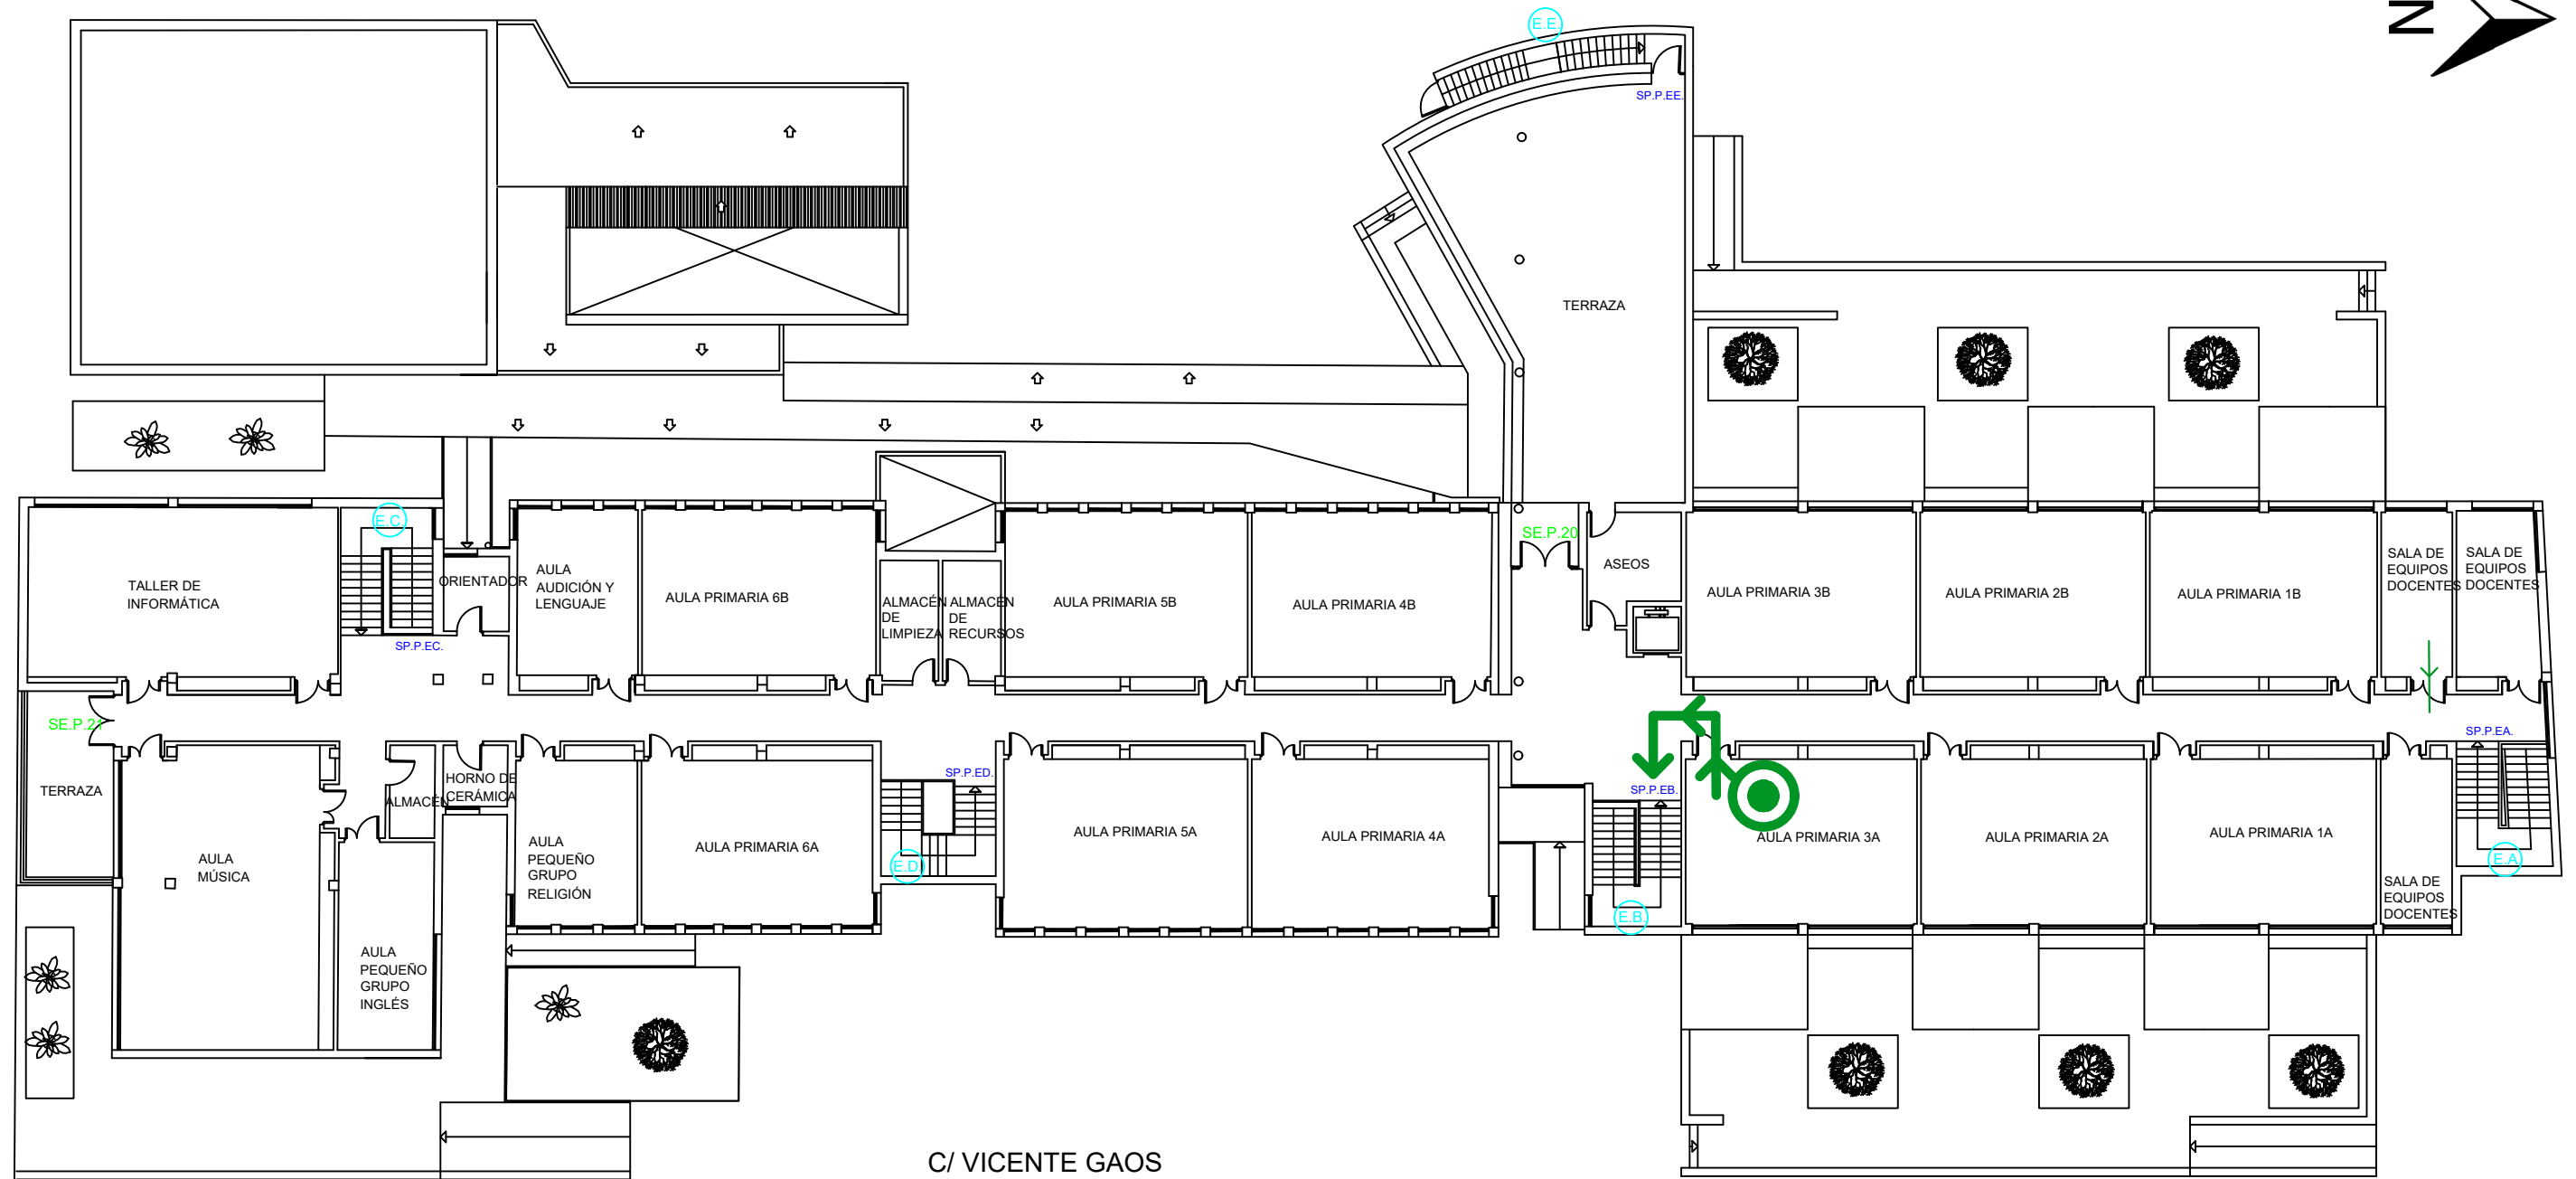 N
E.E.
SP.P.EE.
TERRAZA
E.C.
SE.P.20
ASEOS
TALLER DE
INFORMÁTICA
ORIENTADOR
AULA
AUDICIÓN Y
LENGUAJE
AULA PRIMARIA 6B
ALMACÉN
DE
LIMPIEZA
ALMACEN
DE
RECURSOS
AULA PRIMARIA 5B
AULA PRIMARIA 4B
AULA PRIMARIA 3B
AULA PRIMARIA 2B
AULA PRIMARIA 1B
SALA DE
EQUIPOS
DOCENTES
SALA DE
EQUIPOS
DOCENTES
SP.P.EC.
SE.P.21
SP.P.EA.
TERRAZA
ALMACÉN
HORNO DE
CERÁMICA
SP.P.ED.
SP.P.EB.
AULA
MÚSICA
AULA
PEQUEÑO
GRUPO
RELIGIÓN
AULA PRIMARIA 6A
E.D.
AULA PRIMARIA 5A
AULA PRIMARIA 4A
E.B.
AULA PRIMARIA 3A
AULA PRIMARIA 2A
AULA PRIMARIA 1A
E.A.
SALA DE
EQUIPOS
DOCENTES
AULA
PEQUEÑO
GRUPO
INGLÉS
C/ VICENTE GAOS